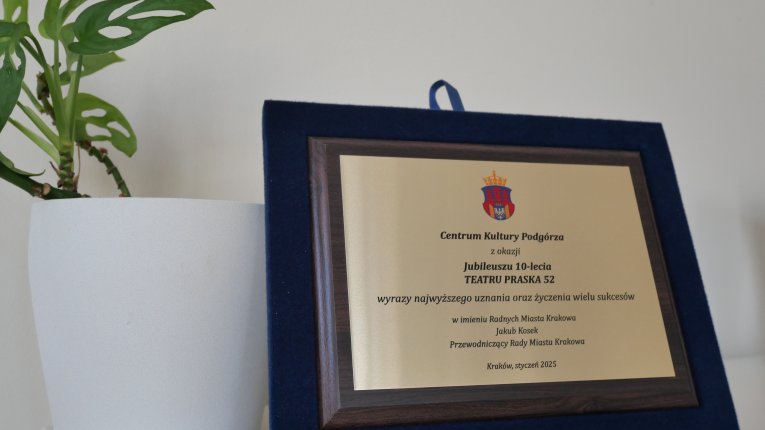 Centrum Kultury Podgórza
z okazji
Jubileuszu 10-lecia
TEATRU PRASKA 52
wyrazy najwyższego uznania oraz życzenia wielu sukcesów
w imieniu Radnych Miasta Krakowa
Jakub Kosek
Przewodniczący Rady Miasta Krakowa
Kraków, styczeń 2025